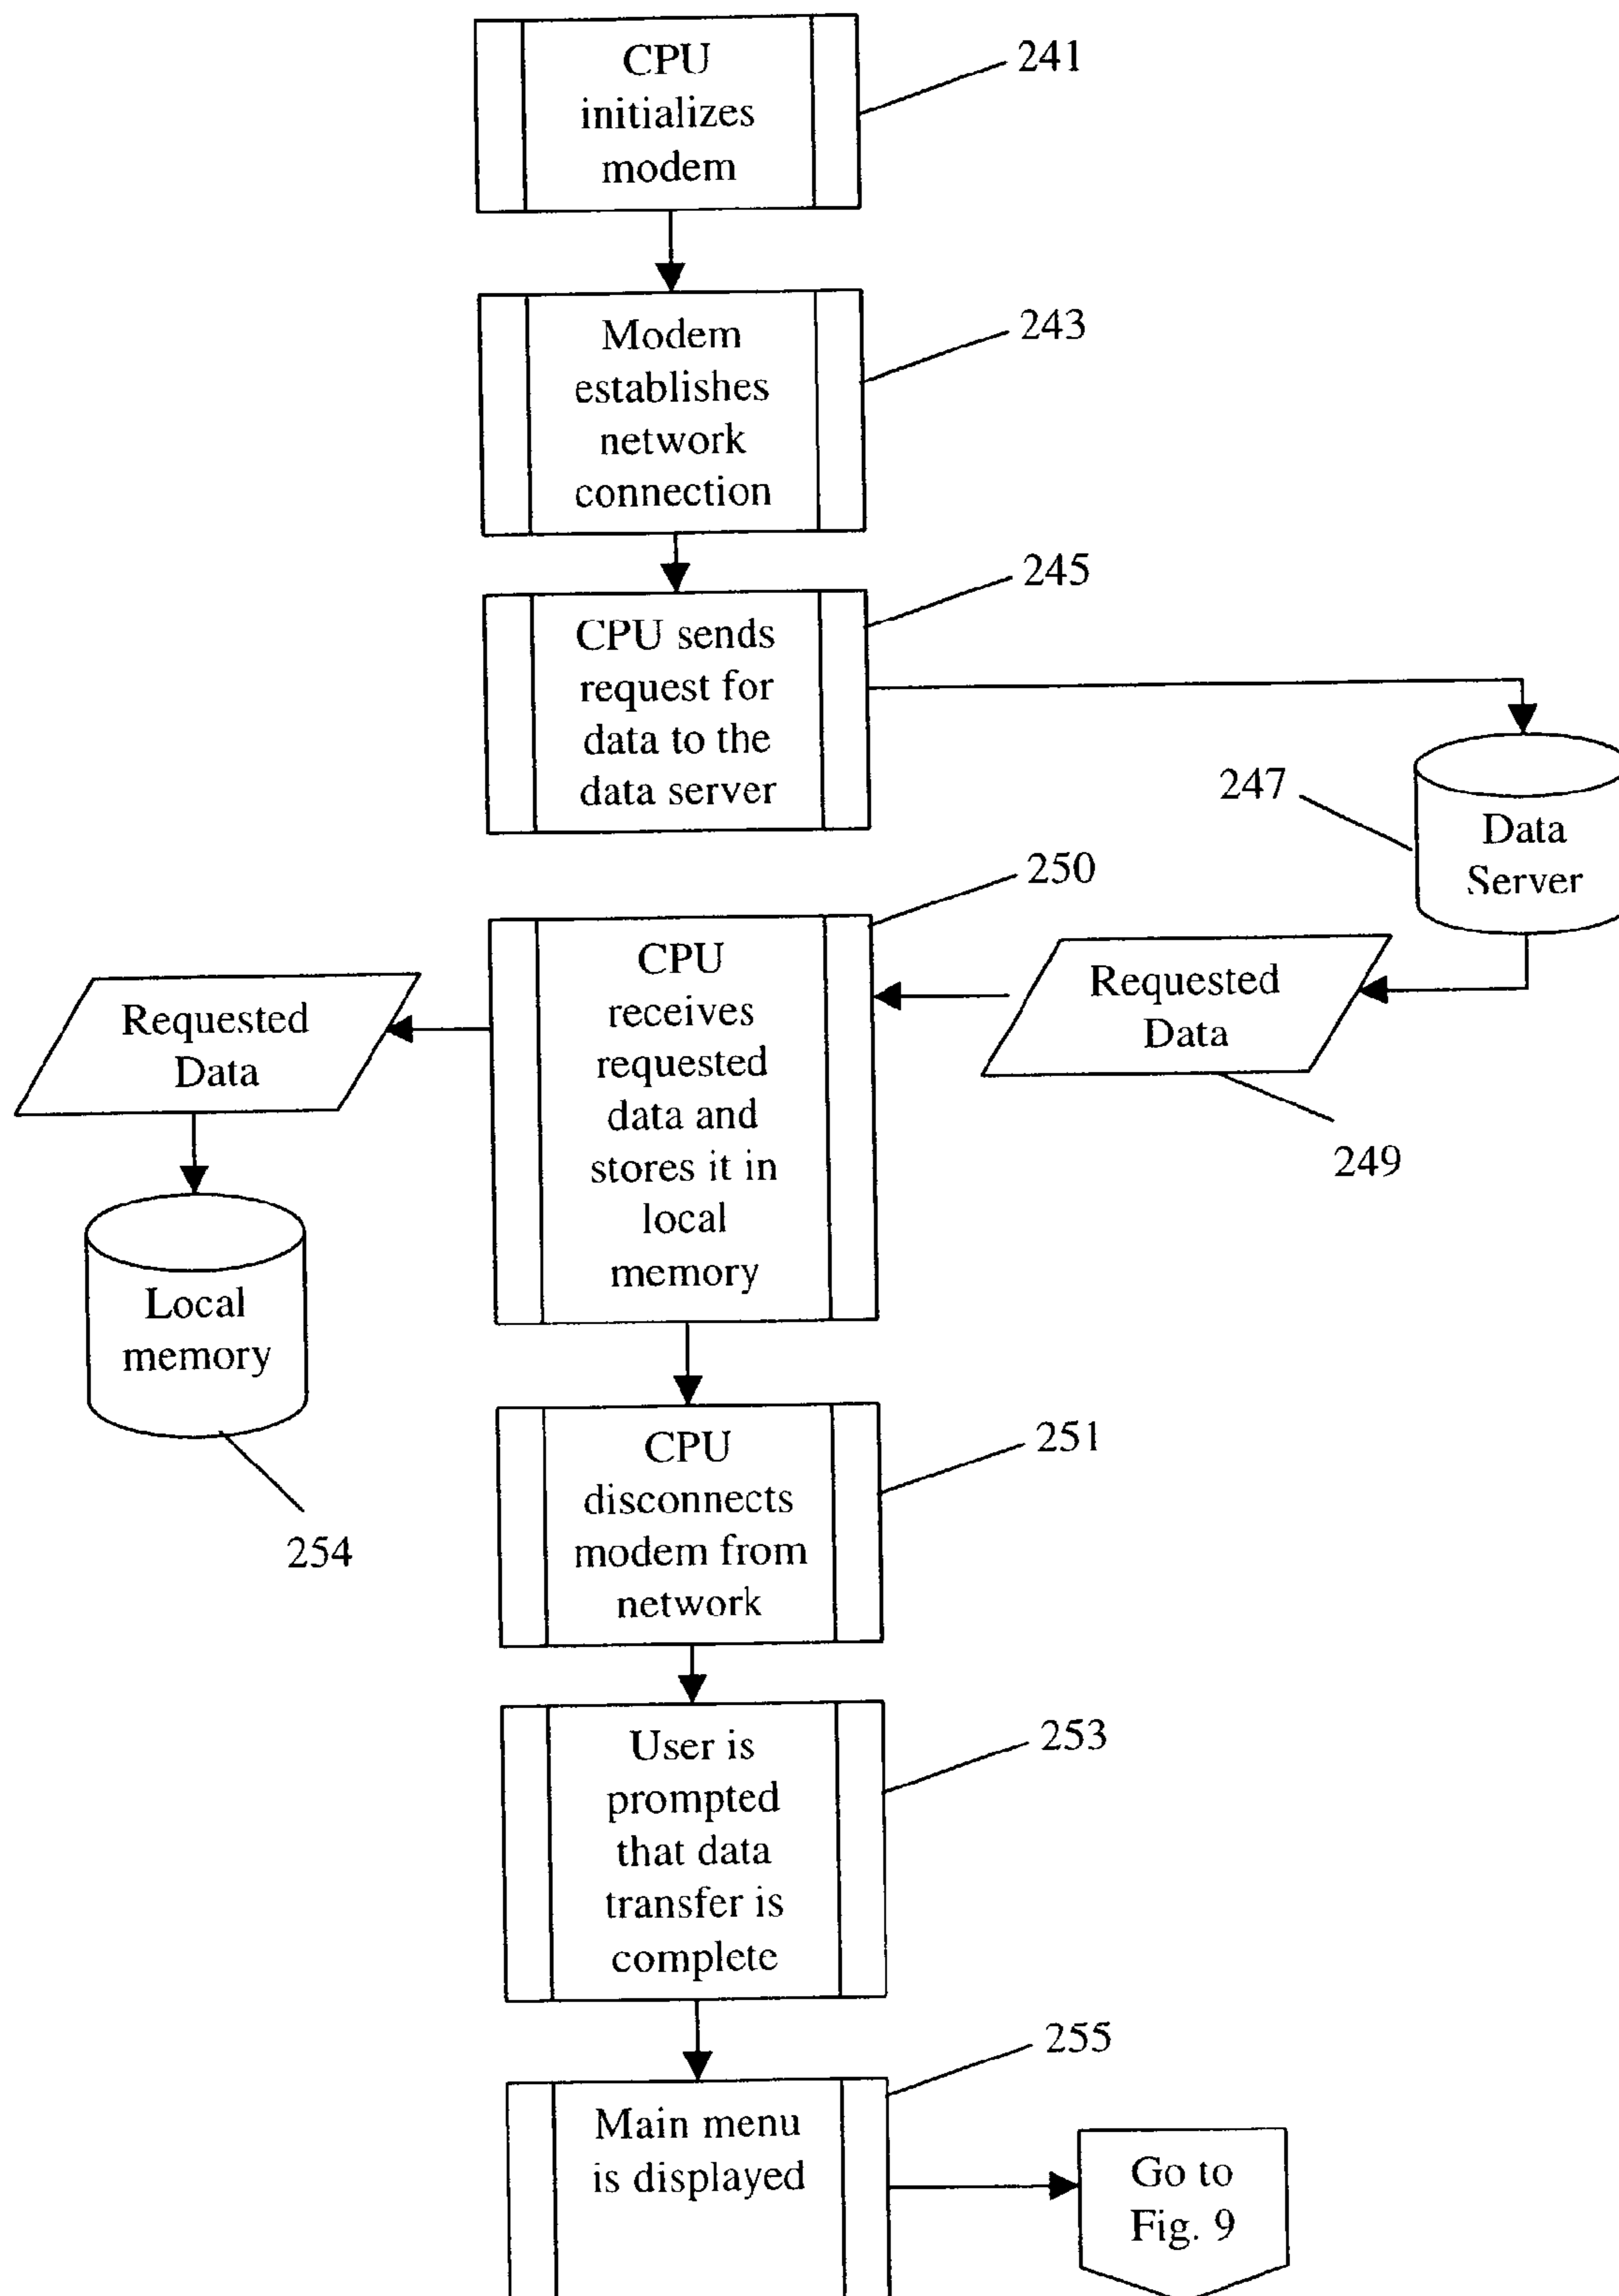 CPU
initializes
modem
241
Modem
establishes
network
connection
243
CPU sends
request for
data to the
data server
245
247
Data
Server
250
CPU
receives
requested
data and
stores it in
local
memory
Requested
Data
249
Requested
Data
Local
memory
254
CPU
disconnects
modem from
network
251
User is
prompted
that data
transfer is
complete
253
255
Main menu
is displayed
Go to
Fig. 9